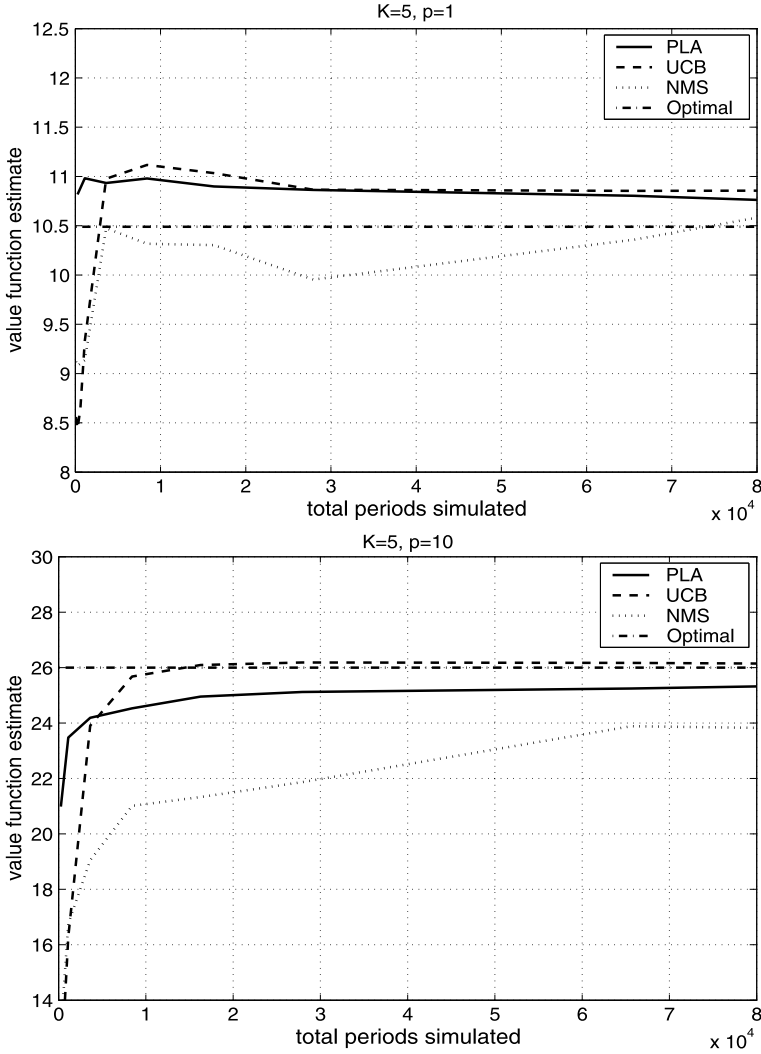 K=5, p=1
12.5
12
11.5
11
10.5
10
9.5
9
8.5
8
value function estimate
PLA
UCB
NMS
Optimal
0 1 2 3 4 5 6 7 8
total periods simulated
x 10^4
K=5, p=10
30
28
26
24
22
20
18
16
14
value function estimate
PLA
UCB
NMS
Optimal
0 1 2 3 4 5 6 7 8
total periods simulated
x 10^4